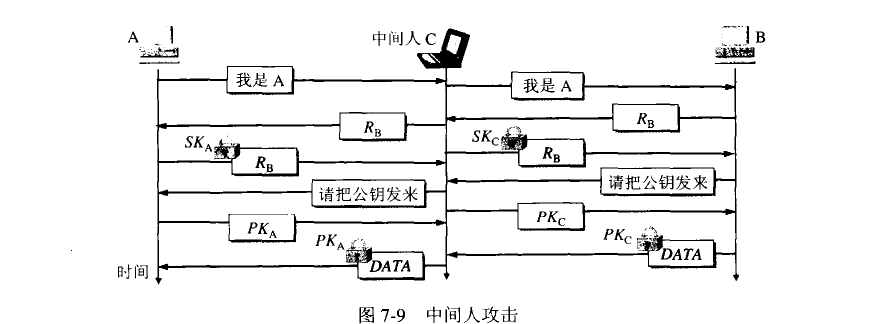 A 中间人 C B
我是 A
我是 A
R_B
R_B
SK_A R_B
SK_C R_B
请把公钥发来
请把公钥发来
PK_A
PK_C
PK_A DATA
PK_C DATA
时间
图 7-9 中间人攻击